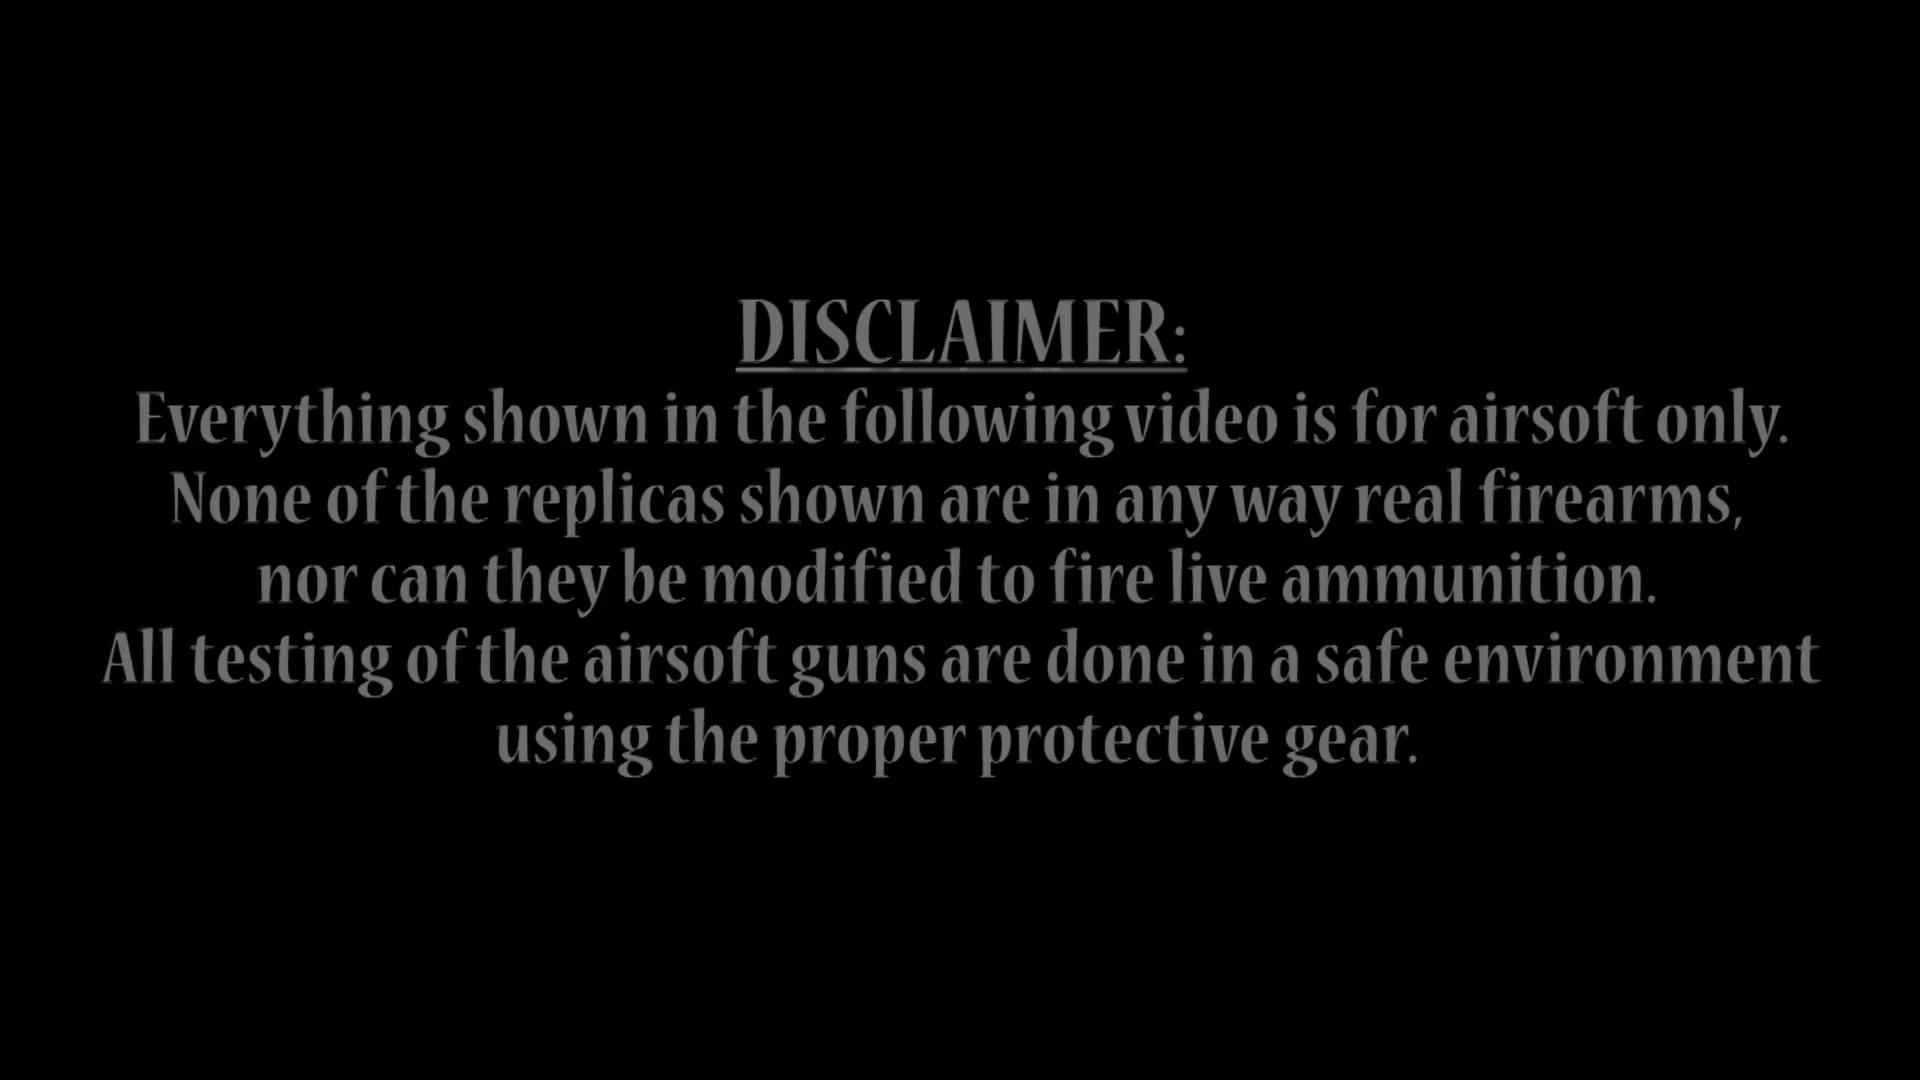 DISCLAIMER:
Everything shown in the following video is for airsoft only.
None of the replicas shown are in any way real firearms,
nor can they be modified to fire live ammunition.
All testing of the airsoft guns are done in a safe environment
using the proper protective gear.